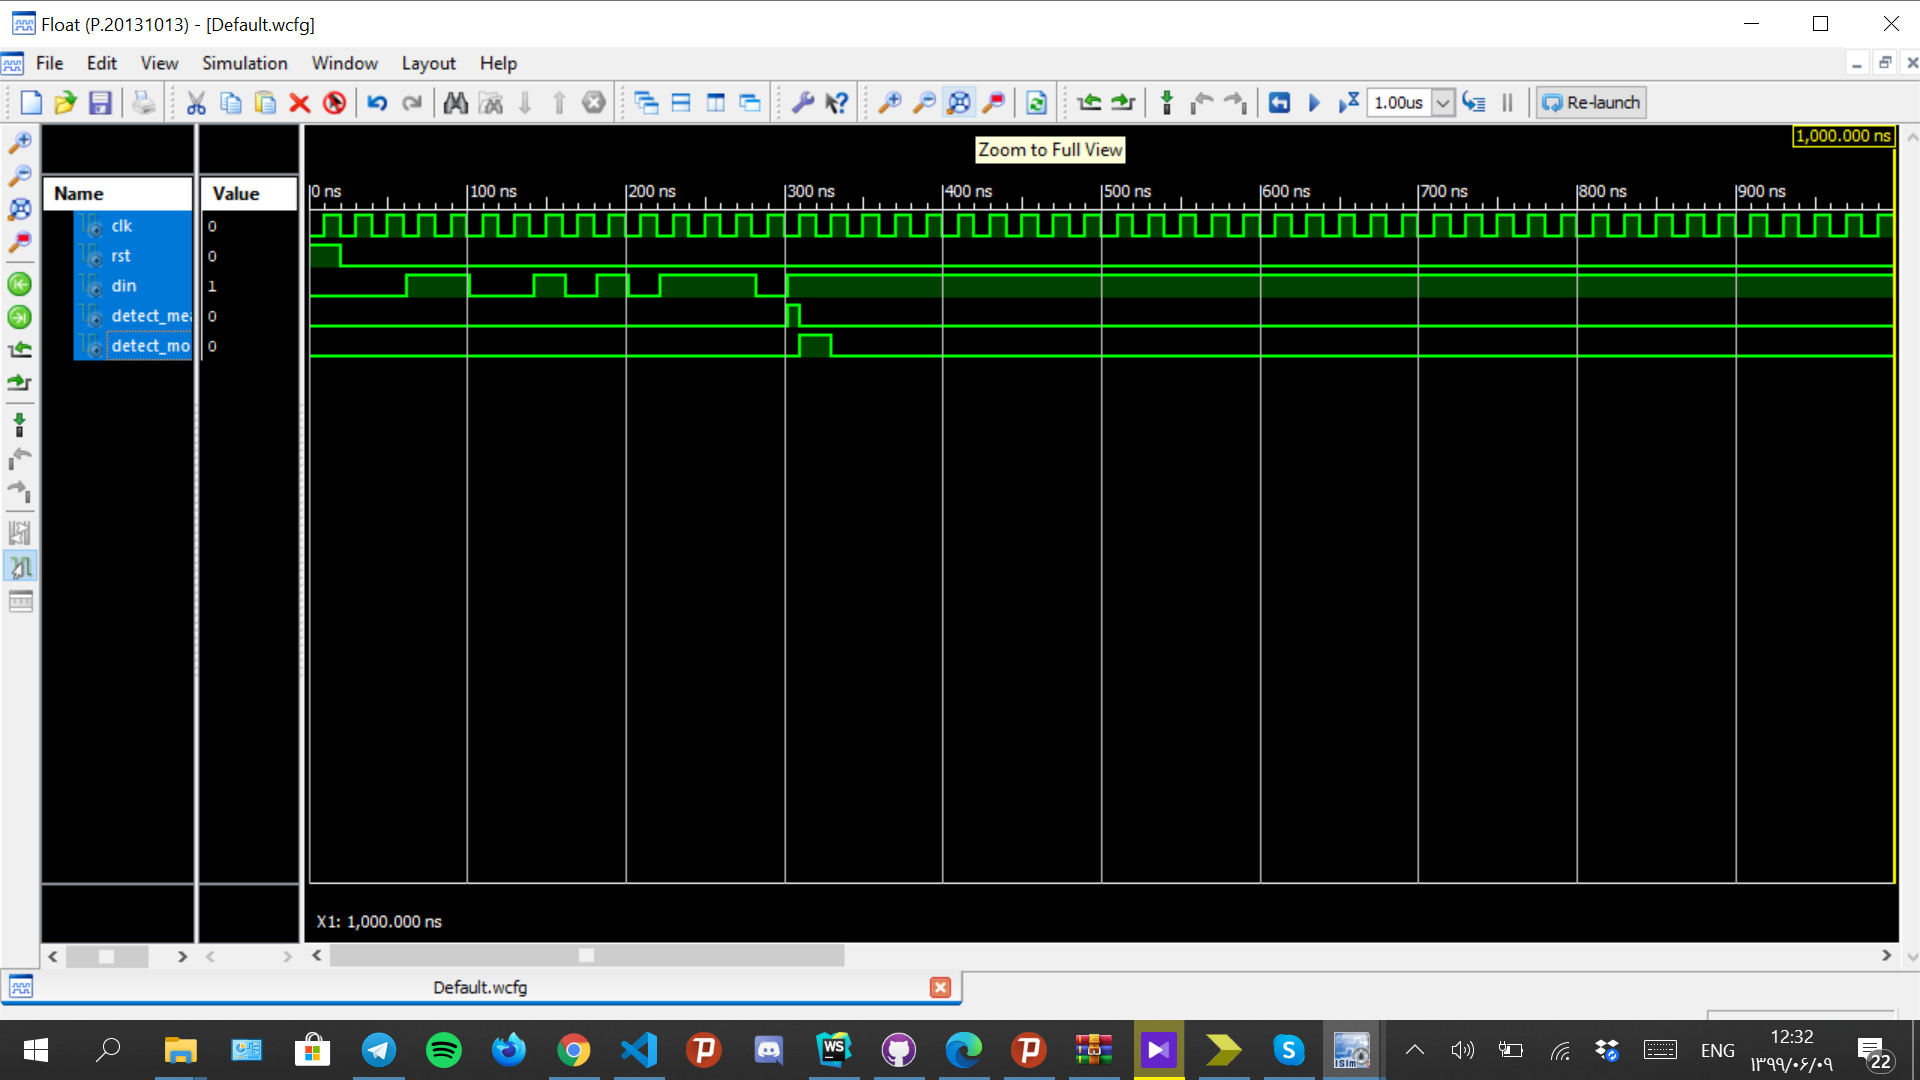 Float (P.20131013) - [Default.wcfg]
File Edit View Simulation Window Layout Help
1.00us Re-launch
1,000.000 ns
Zoom to Full View
Name Value
0 ns 100 ns 200 ns 300 ns 400 ns 500 ns 600 ns 700 ns 800 ns 900 ns
clk 0
rst 0
din 1
detect_mea 0
detect_mo 0
X1: 1,000.000 ns
Default.wcfg
WS
ISim
ENG
12:32
۱۳۹۹/۰۶/۰۹
22